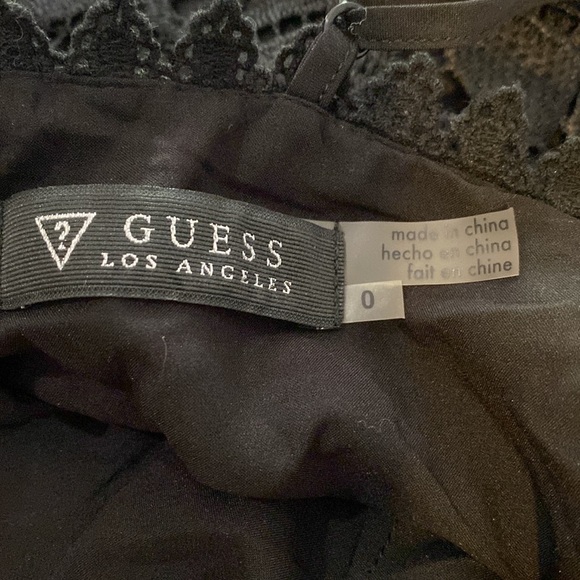 ?
GUESS
LOS ANGELES
made in china
hecho en china
fait en chine
0